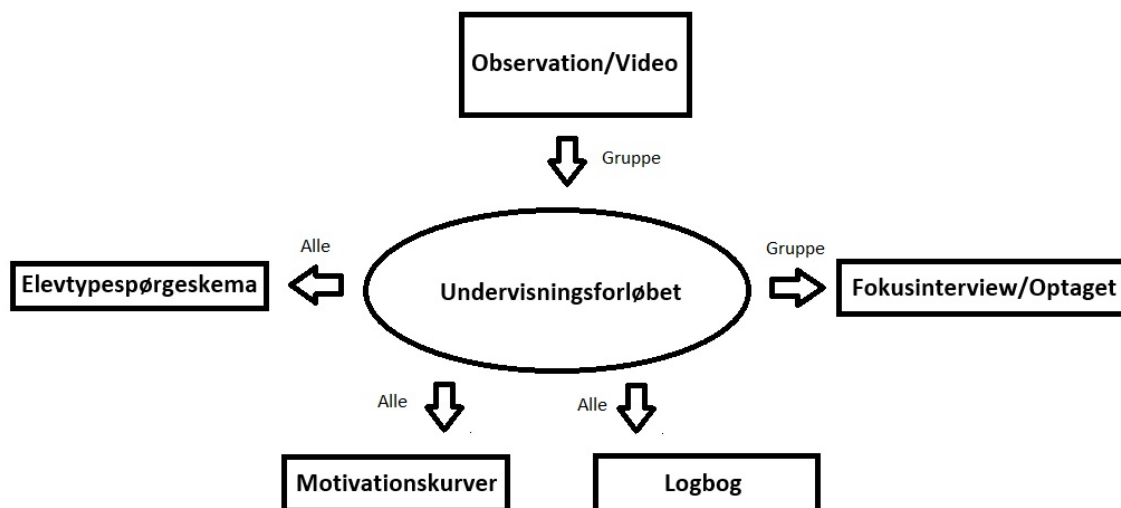 Observation/Video
Gruppe
Alle
Gruppe
Elevtypespørgeskema
Undervisningsforløbet
Fokusinterview/Optaget
Alle
Alle
Motivationskurver
Logbog